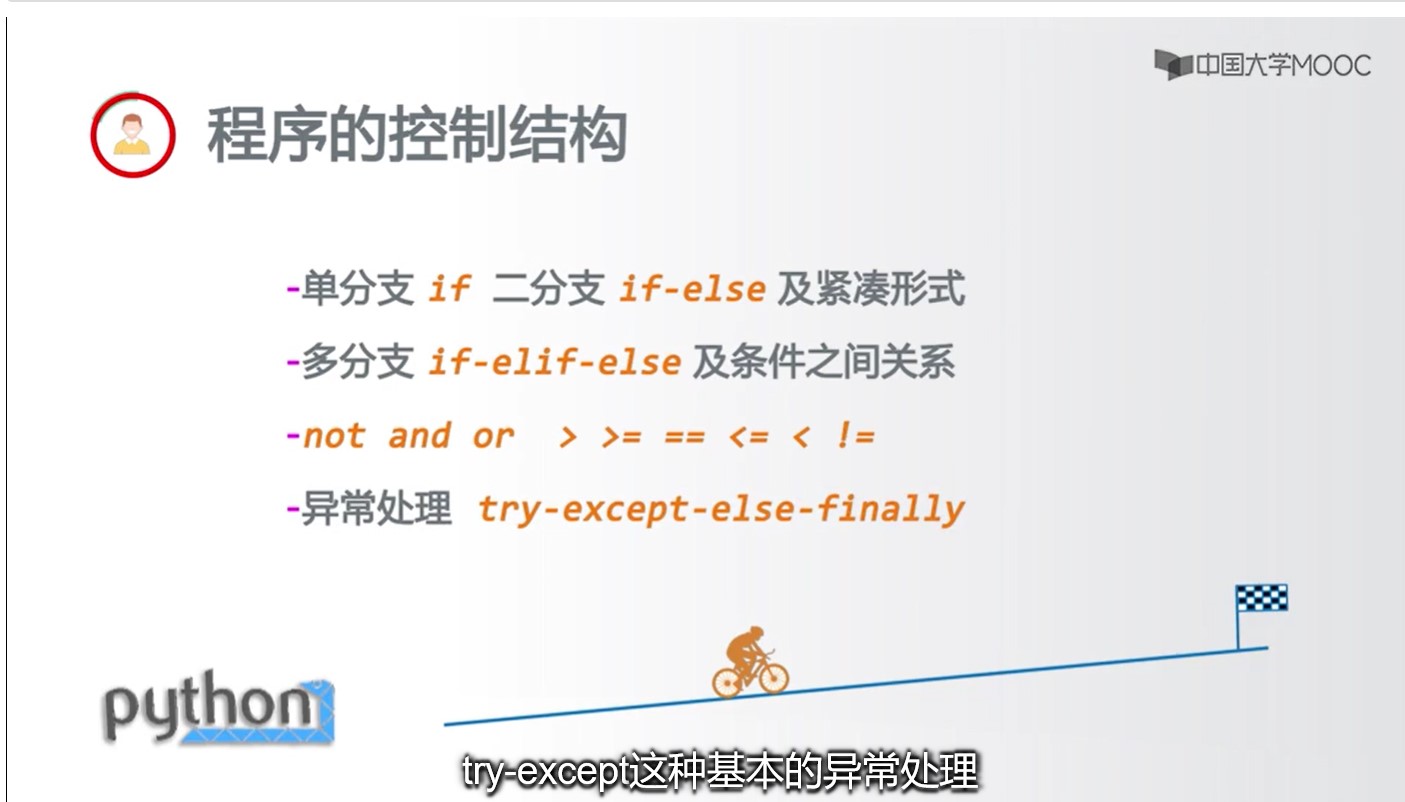 中国大学MOOC
程序的控制结构
-单分支 if 二分支 if-else 及紧凑形式
-多分支 if-elif-else 及条件之间关系
-not and or > >= == <= < !=
-异常处理 try-except-else-finally
python
try-except这种基本的异常处理